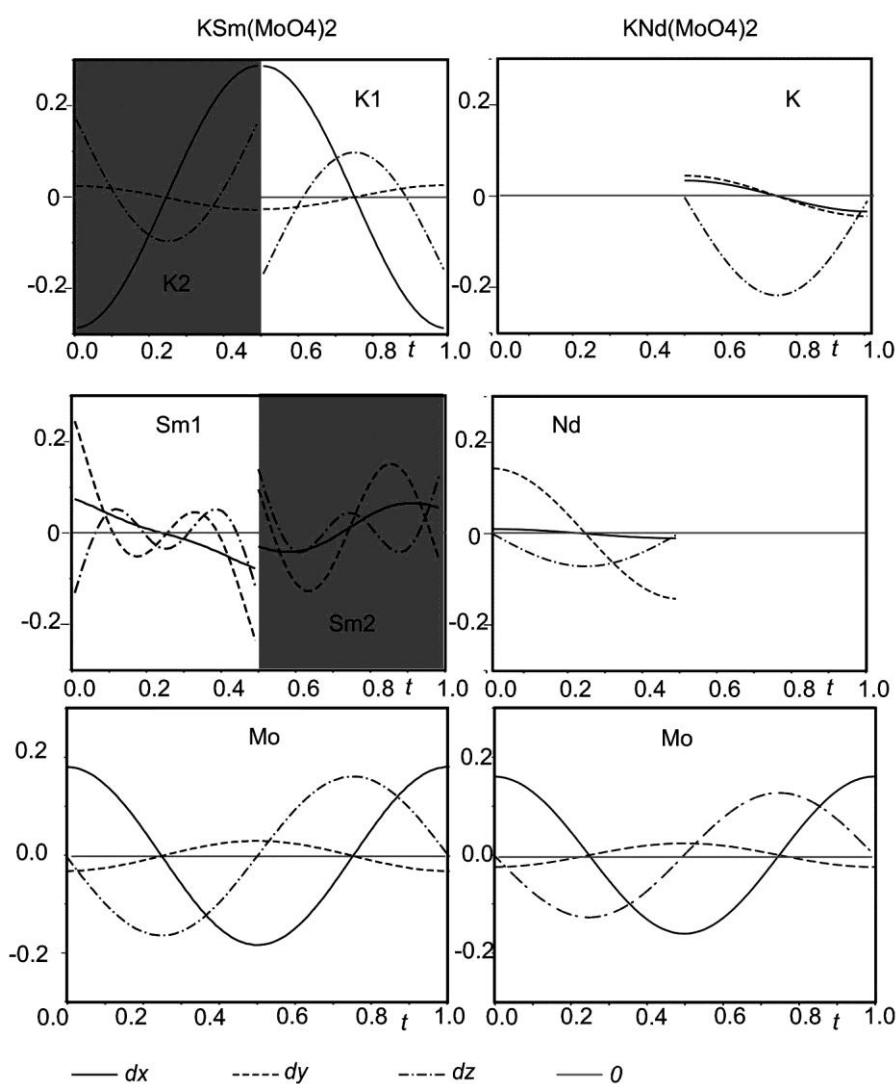 KSm(MoO4)2 KNd(MoO4)2
0.2 K1 K
0 0
-0.2 K2 -0.2
0.0 0.2 0.4 0.6 0.8 t 1.0 0.0 0.2 0.4 0.6 0.8 t 1.0
0.2 Sm1 0.2 Nd
0 0
-0.2 Sm2 -0.2
0.0 0.2 0.4 0.6 0.8 t 1.0 0.0 0.2 0.4 0.6 0.8 t 1.0
Mo Mo
0.2 0.2
0.0 0.0
-0.2 -0.2
0.0 0.2 0.4 0.6 0.8 t 1.0 0.0 0.2 0.4 0.6 0.8 t 1.0
dx dy dz 0